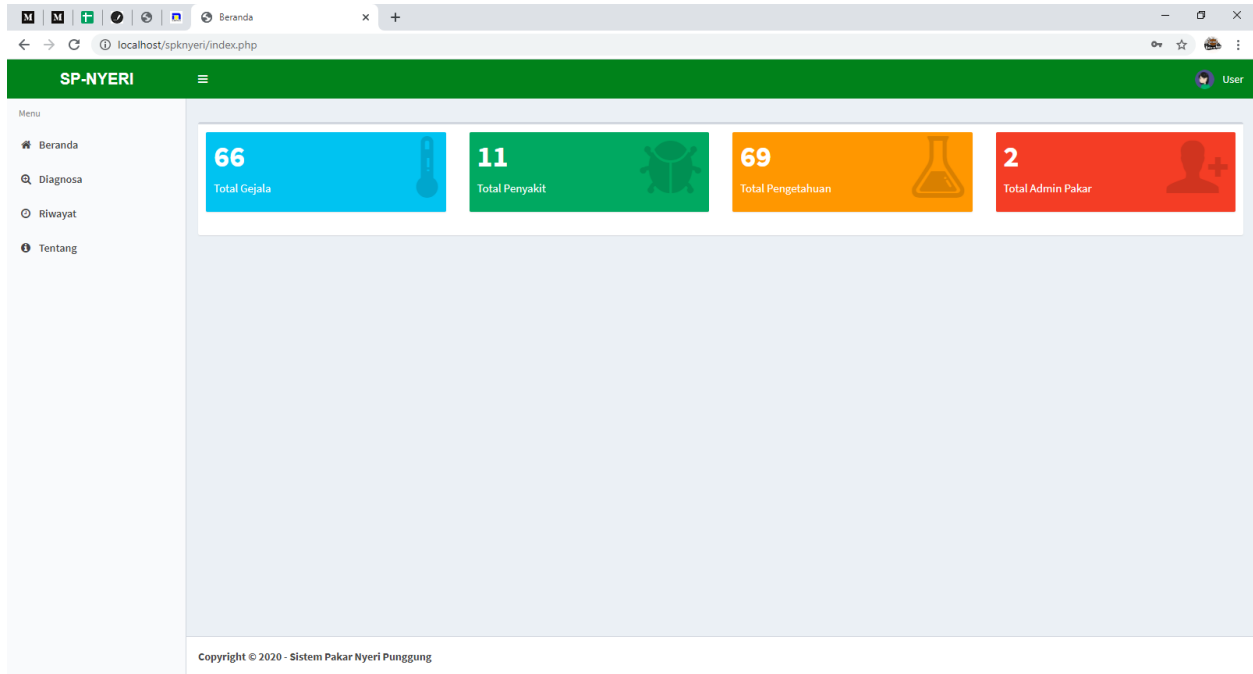 Beranda
localhost/spknyeri/index.php
SP-NYERI
User
Menu
Beranda
Diagnosa
Riwayat
Tentang
66
Total Gejala
11
Total Penyakit
69
Total Pengetahuan
2
Total Admin Pakar
Copyright © 2020 - Sistem Pakar Nyeri Punggung